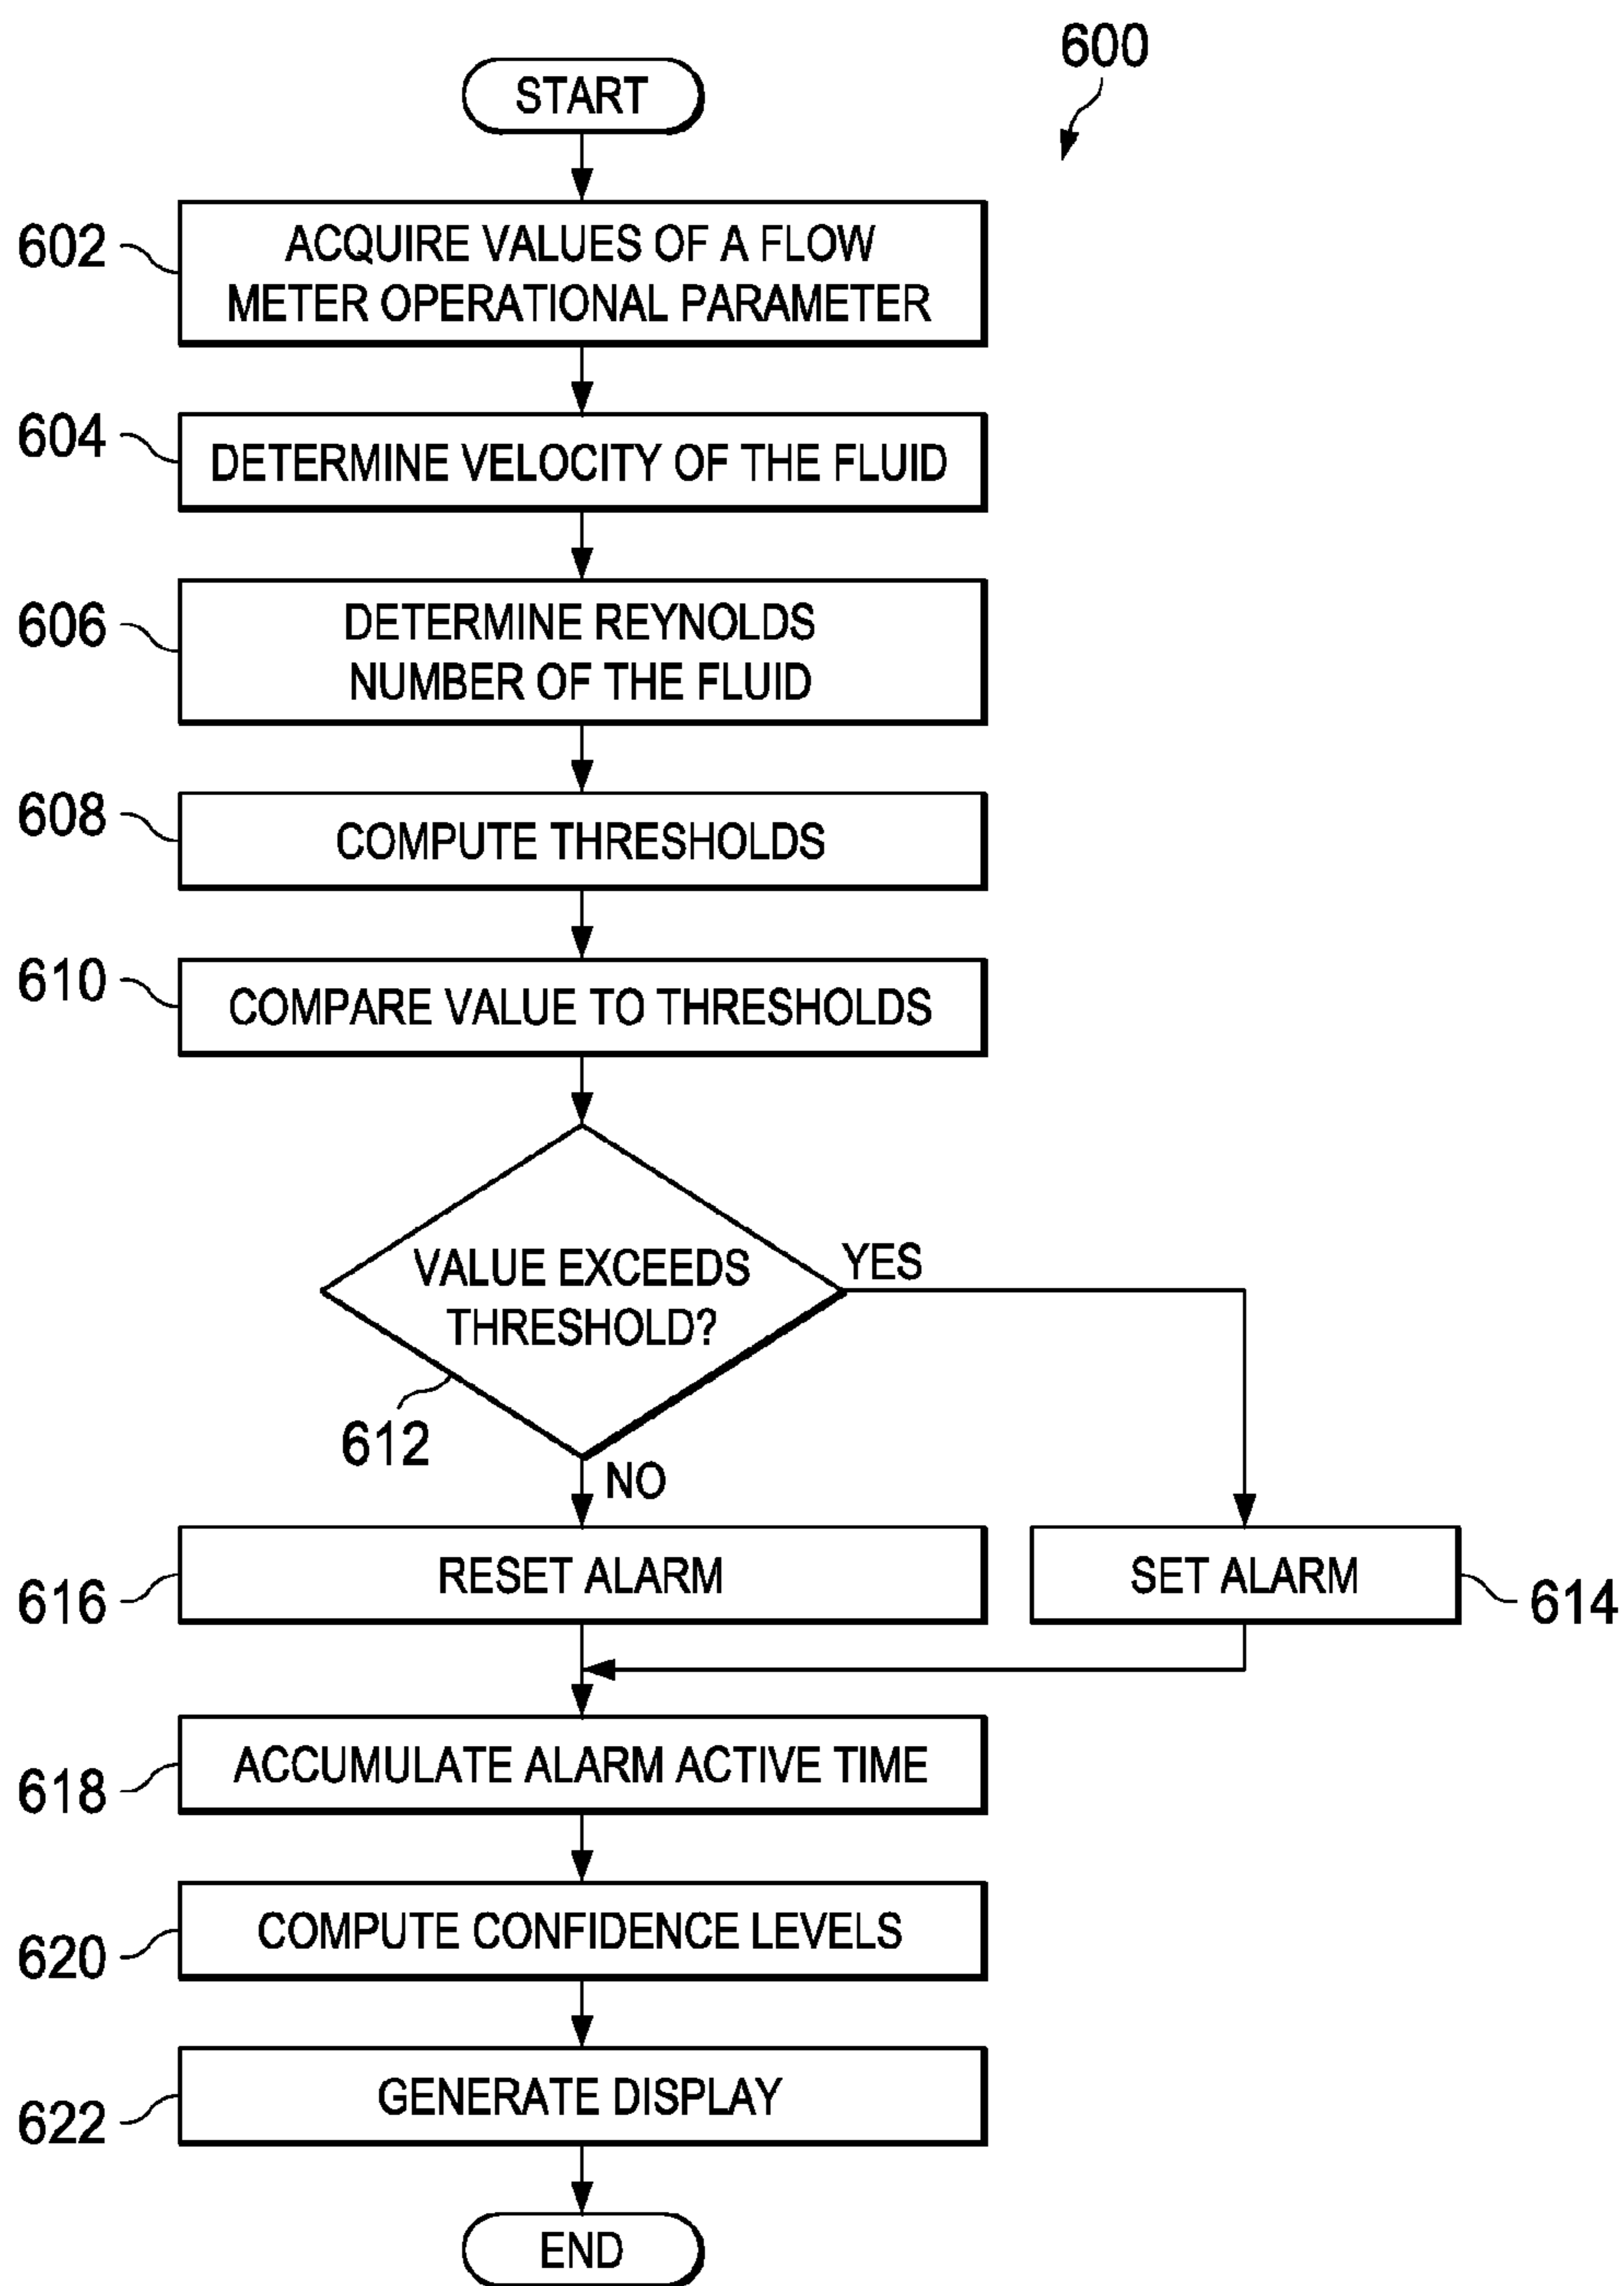 600
START
602
ACQUIRE VALUES OF A FLOW
METER OPERATIONAL PARAMETER
604
DETERMINE VELOCITY OF THE FLUID
606
DETERMINE REYNOLDS
NUMBER OF THE FLUID
608
COMPUTE THRESHOLDS
610
COMPARE VALUE TO THRESHOLDS
VALUE EXCEEDS
THRESHOLD?
YES
612
NO
616
RESET ALARM
SET ALARM
614
618
ACCUMULATE ALARM ACTIVE TIME
620
COMPUTE CONFIDENCE LEVELS
622
GENERATE DISPLAY
END